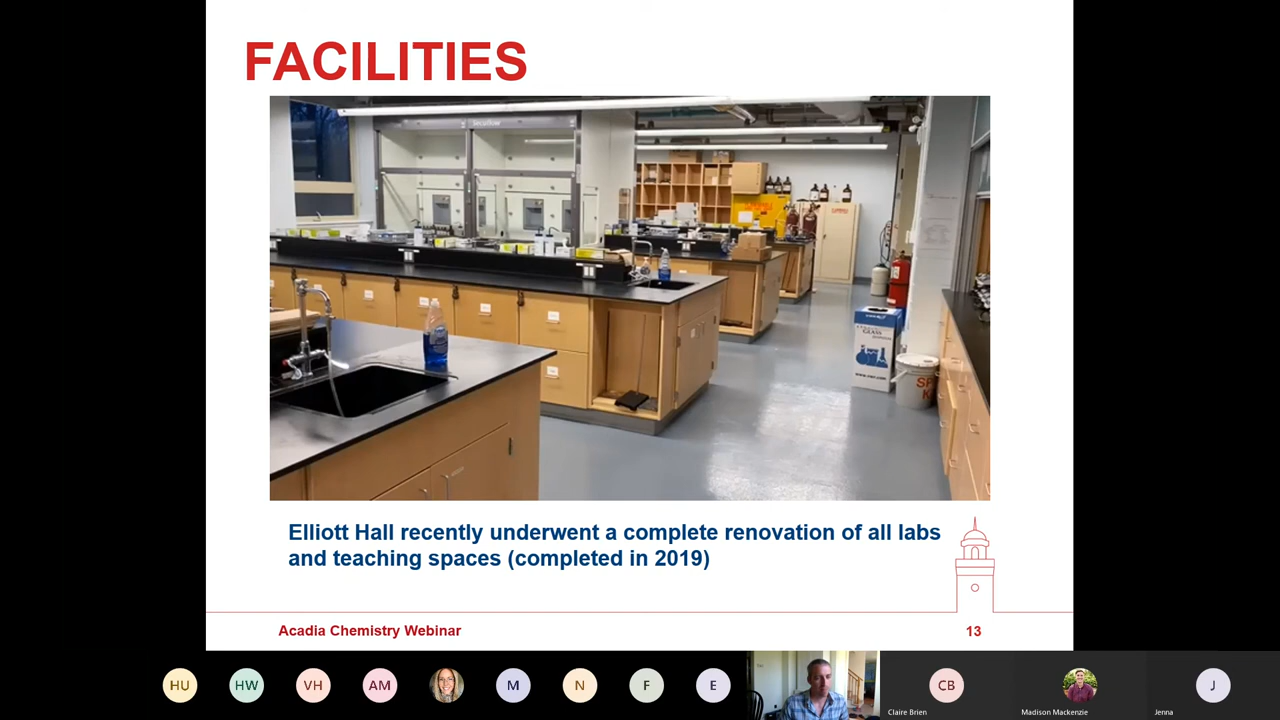 FACILITIES
Elliott Hall recently underwent a complete renovation of all labs
and teaching spaces (completed in 2019)
Acadia Chemistry Webinar
13
HU
HW
VH
AM
M
N
F
E
CB
J
Claire Brien
Madison Mackenzie
Jenna